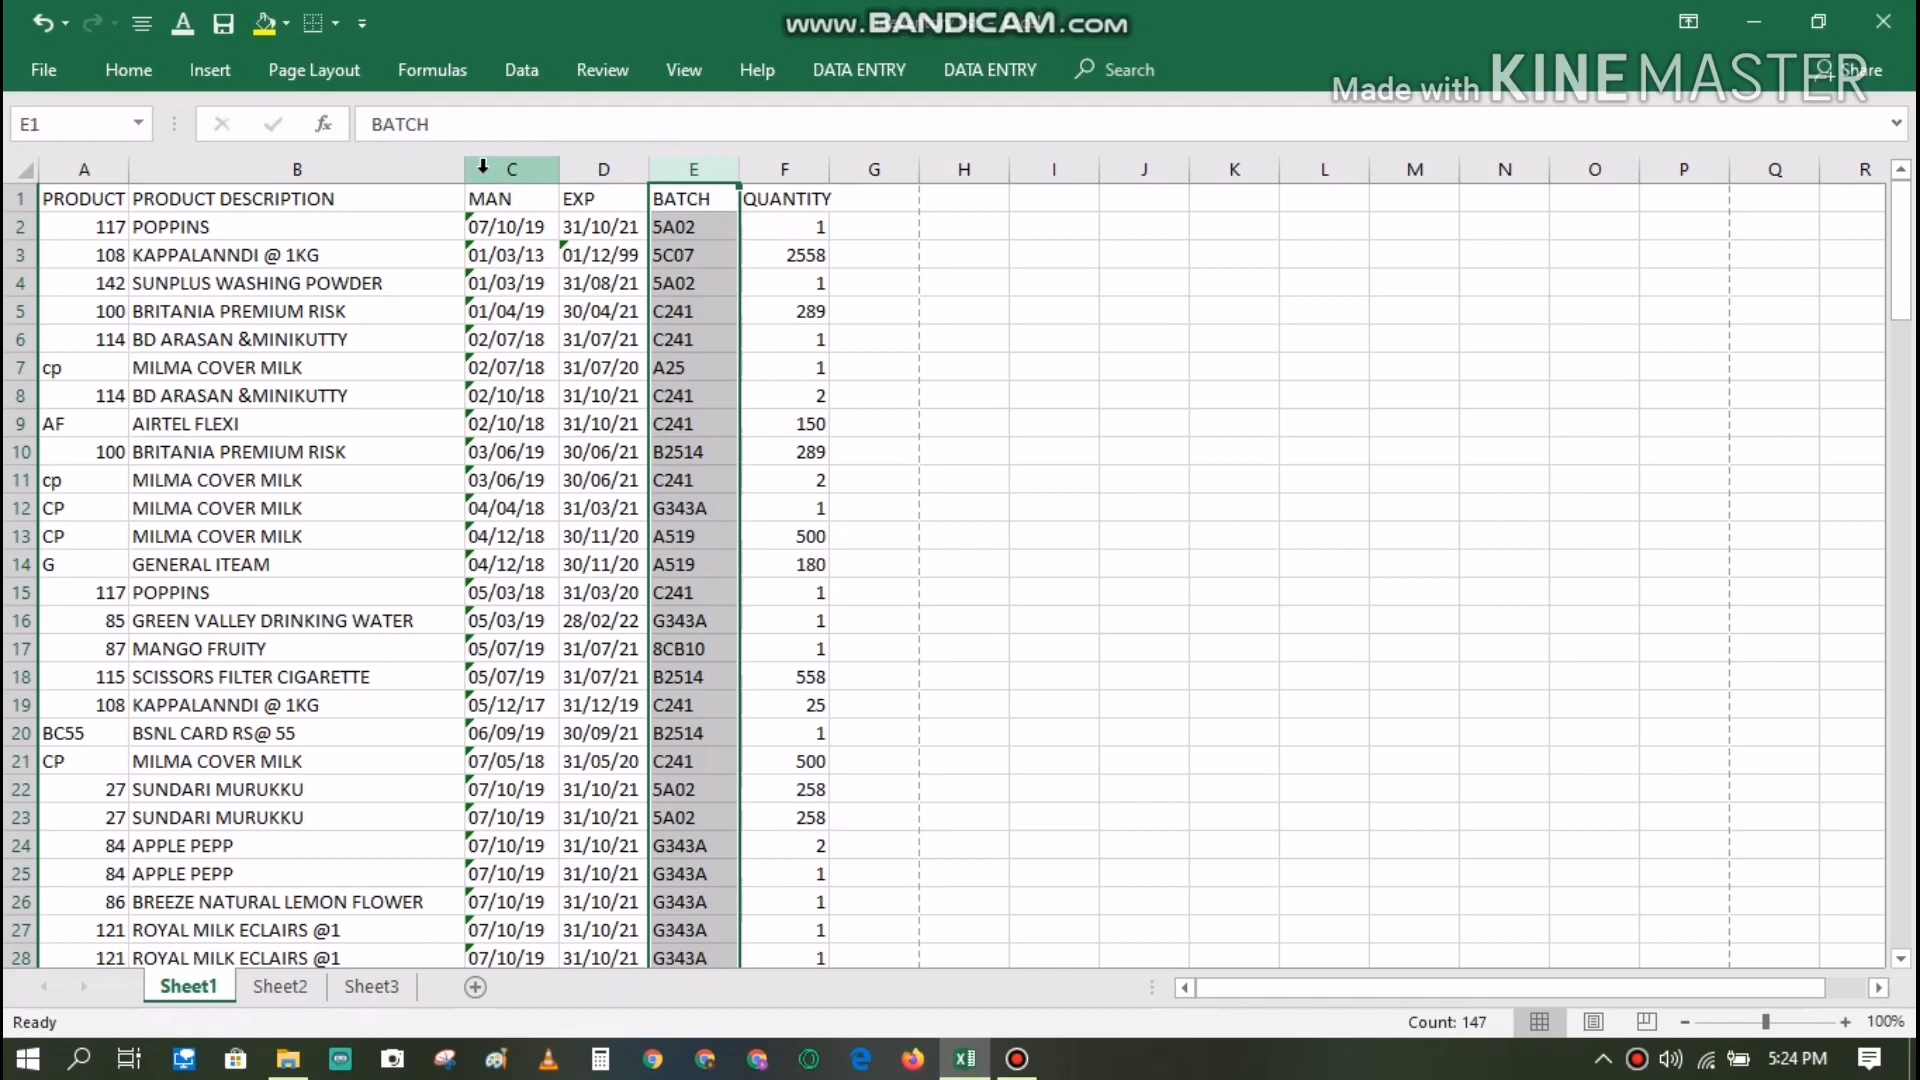 www.BANDICAM.com
File Home Insert Page Layout Formulas Data Review View Help DATA ENTRY DATA ENTRY Search Share
Made with KINEMASTER
E1 fx BATCH
A B C D E F G H I J K L M N O P Q R
1 PRODUCT PRODUCT DESCRIPTION MAN EXP BATCH QUANTITY
2 117 POPPINS 07/10/19 31/10/21 5A02 1
3 108 KAPPALANNDI @ 1KG 01/03/13 01/12/99 5C07 2558
4 142 SUNPLUS WASHING POWDER 01/03/19 31/08/21 5A02 1
5 100 BRITANIA PREMIUM RISK 01/04/19 30/04/21 C241 289
6 114 BD ARASAN &MINIKUTTY 02/07/18 31/07/21 C241 1
7 cp MILMA COVER MILK 02/07/18 31/07/20 A25 1
8 114 BD ARASAN &MINIKUTTY 02/10/18 31/10/21 C241 2
9 AF AIRTEL FLEXI 02/10/18 31/10/21 C241 150
10 100 BRITANIA PREMIUM RISK 03/06/19 30/06/21 B2514 289
11 cp MILMA COVER MILK 03/06/19 30/06/21 C241 2
12 CP MILMA COVER MILK 04/04/18 31/03/21 G343A 1
13 CP MILMA COVER MILK 04/12/18 30/11/20 A519 500
14 G GENERAL ITEAM 04/12/18 30/11/20 A519 180
15 117 POPPINS 05/03/18 31/03/20 C241 1
16 85 GREEN VALLEY DRINKING WATER 05/03/19 28/02/22 G343A 1
17 87 MANGO FRUITY 05/07/19 31/07/21 8CB10 1
18 115 SCISSORS FILTER CIGARETTE 05/07/19 31/07/21 B2514 558
19 108 KAPPALANNDI @ 1KG 05/12/17 31/12/19 C241 25
20 BC55 BSNL CARD RS@ 55 06/09/19 30/09/21 B2514 1
21 CP MILMA COVER MILK 07/05/18 31/05/20 C241 500
22 27 SUNDARI MURUKKU 07/10/19 31/10/21 5A02 258
23 27 SUNDARI MURUKKU 07/10/19 31/10/21 5A02 258
24 84 APPLE PEPP 07/10/19 31/10/21 G343A 2
25 84 APPLE PEPP 07/10/19 31/10/21 G343A 1
26 86 BREEZE NATURAL LEMON FLOWER 07/10/19 31/10/21 G343A 1
27 121 ROYAL MILK ECLAIRS @1 07/10/19 31/10/21 G343A 1
28 121 ROYAL MILK ECLAIRS @1 07/10/19 31/10/21 G343A 1
Sheet1 Sheet2 Sheet3
Ready Count: 147 100%
5:24 PM